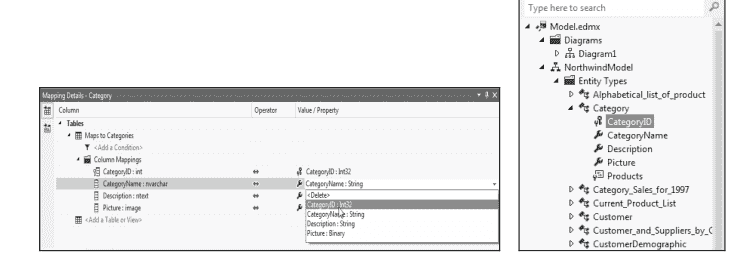 Mapping Details - Category
Column Operator Value / Property
Tables
Maps to Categories
<Add a Condition>
Column Mappings
CategoryID : int CategoryID : Int32
CategoryName : nvarchar CategoryName : String
Description : ntext <Delete>
Picture : image CategoryID : Int32
<Add a Table or View> CategoryName : String
Description : String
Picture : Binary
Type here to search
Model.edmx
Diagrams
Diagram1
NorthwindModel
Entity Types
Alphabetical_list_of_product
Category
CategoryID
CategoryName
Description
Picture
Products
Category_Sales_for_1997
Current_Product_List
Customer
Customer_and_Suppliers_by_C
CustomerDemographic